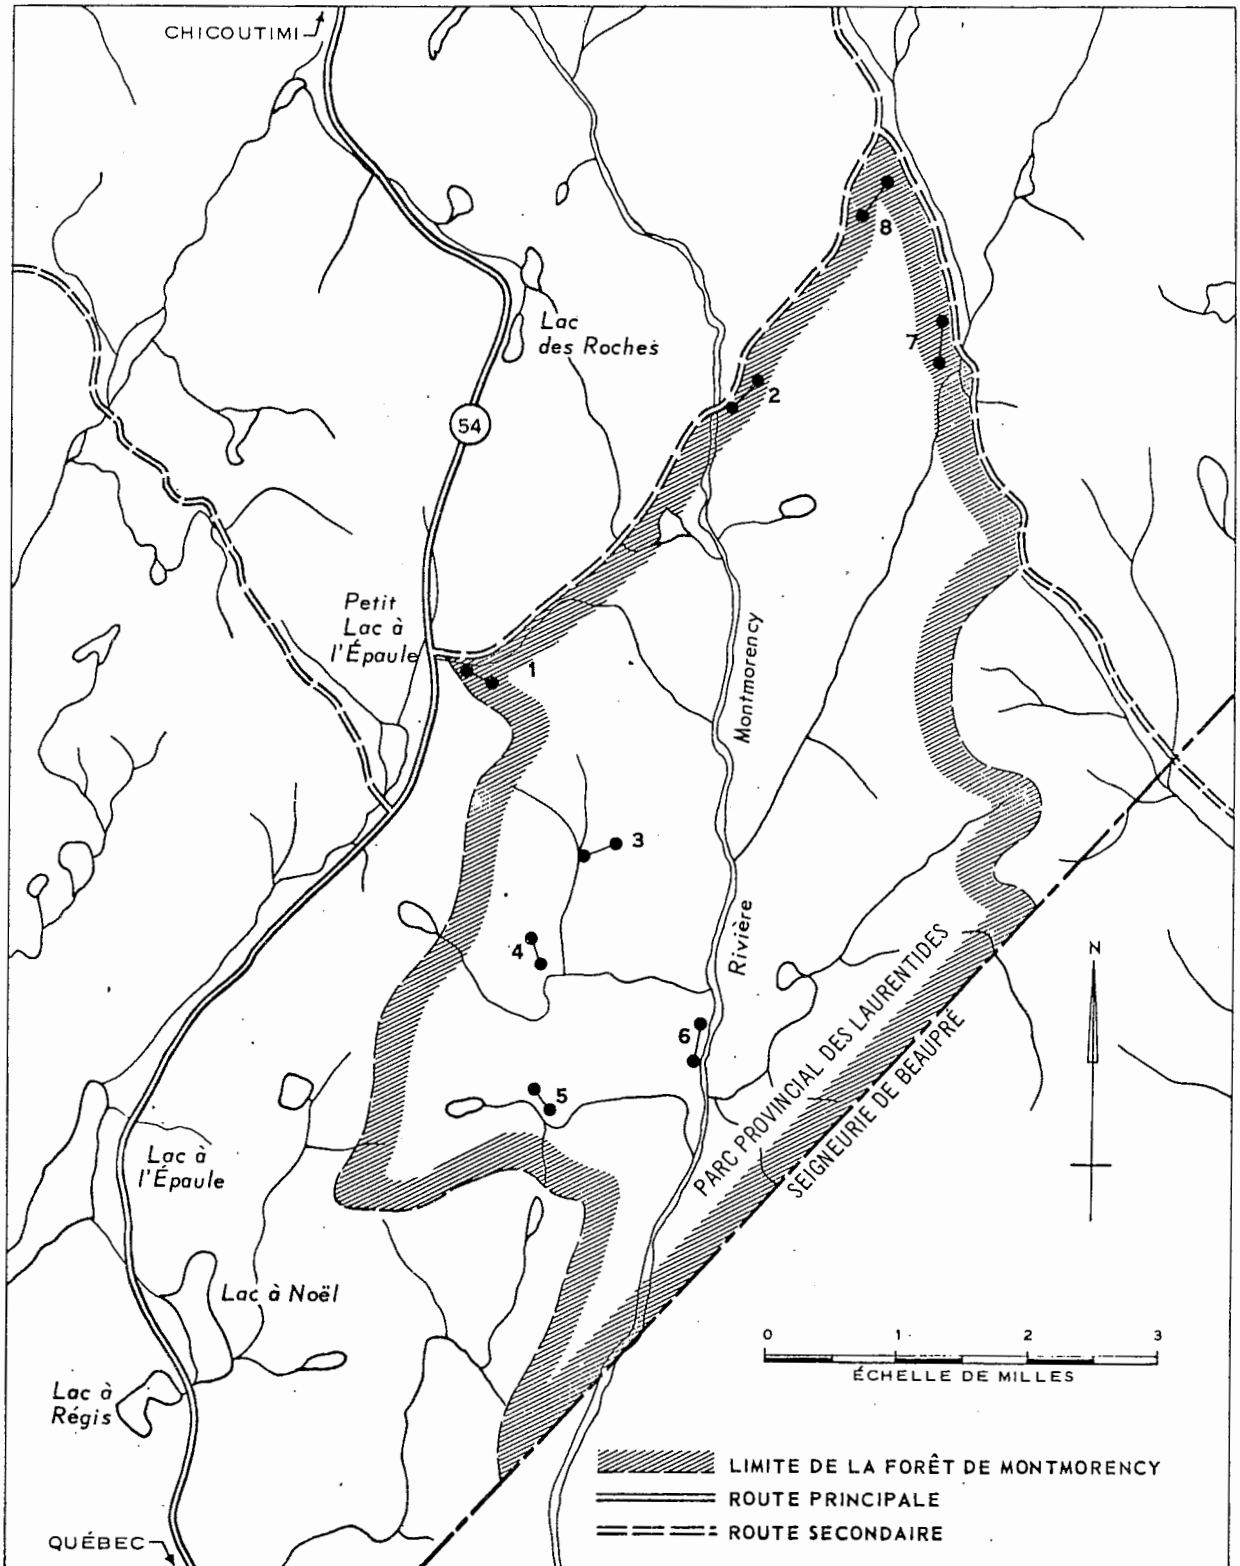 CHICOUTIMI
8
Lac
des Roches
7
2
54
Petit
Lac à
l'Épaule
1
Rivière Montmorency
3
4
N
6
5
PARC PROVINCIAL DES LAURENTIDES
SEIGNEURIE DE BEAUPRÉ
Lac à
l'Épaule
Lac à Noël
0 1 2 3
ÉCHELLE DE MILLES
Lac à
Régis
LIMITE DE LA FORÊT DE MONTMORENCY
ROUTE PRINCIPALE
ROUTE SECONDAIRE
QUÉBEC